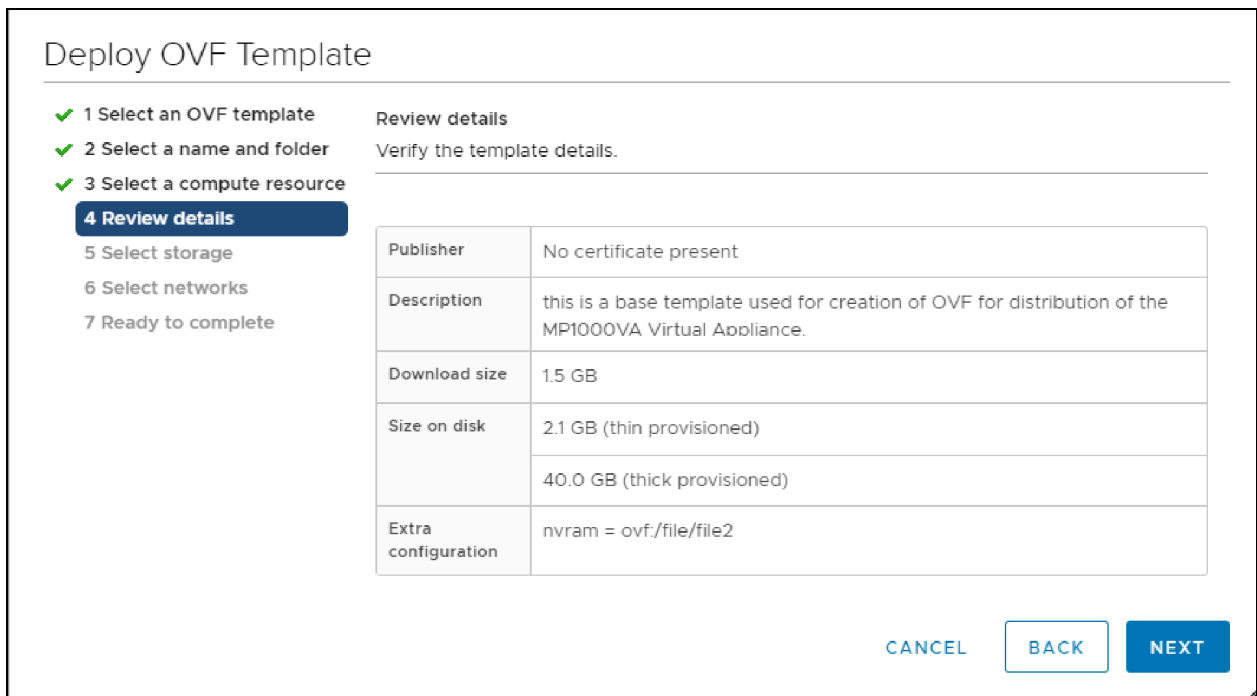 Deploy OVF Template
1 Select an OVF template
2 Select a name and folder
3 Select a compute resource
4 Review details
5 Select storage
6 Select networks
7 Ready to complete
Review details
Verify the template details.
Publisher
No certificate present
Description
this is a base template used for creation of OVF for distribution of the
MP1000VA Virtual Appliance.
Download size
1.5 GB
Size on disk
2.1 GB (thin provisioned)
40.0 GB (thick provisioned)
Extra
configuration
nvram = ovf:/file/file2
CANCEL
BACK
NEXT